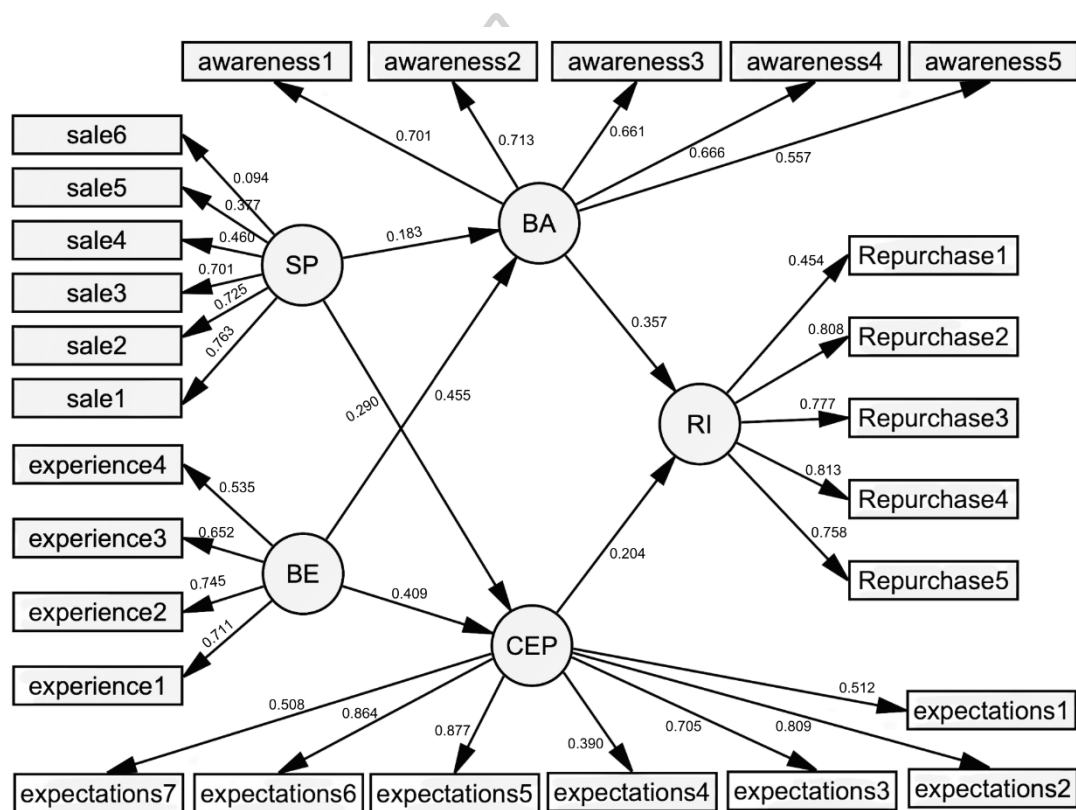 awareness1 awareness2 awareness3 awareness4 awareness5
0.701 0.713 0.661 0.666 0.557
sale6
sale5
sale4
sale3
sale2
sale1
0.094
0.377
0.460
0.701
0.725
0.763
SP
0.183
BA
0.290
0.455
0.357
experience4
experience3
experience2
experience1
0.535
0.652
0.745
0.711
BE
0.409
CEP
0.204
RI
0.454
0.808
0.777
0.813
0.758
Repurchase1
Repurchase2
Repurchase3
Repurchase4
Repurchase5
0.508 0.864 0.877 0.390 0.705 0.809 0.512
expectations1
expectations7 expectations6 expectations5 expectations4 expectations3 expectations2